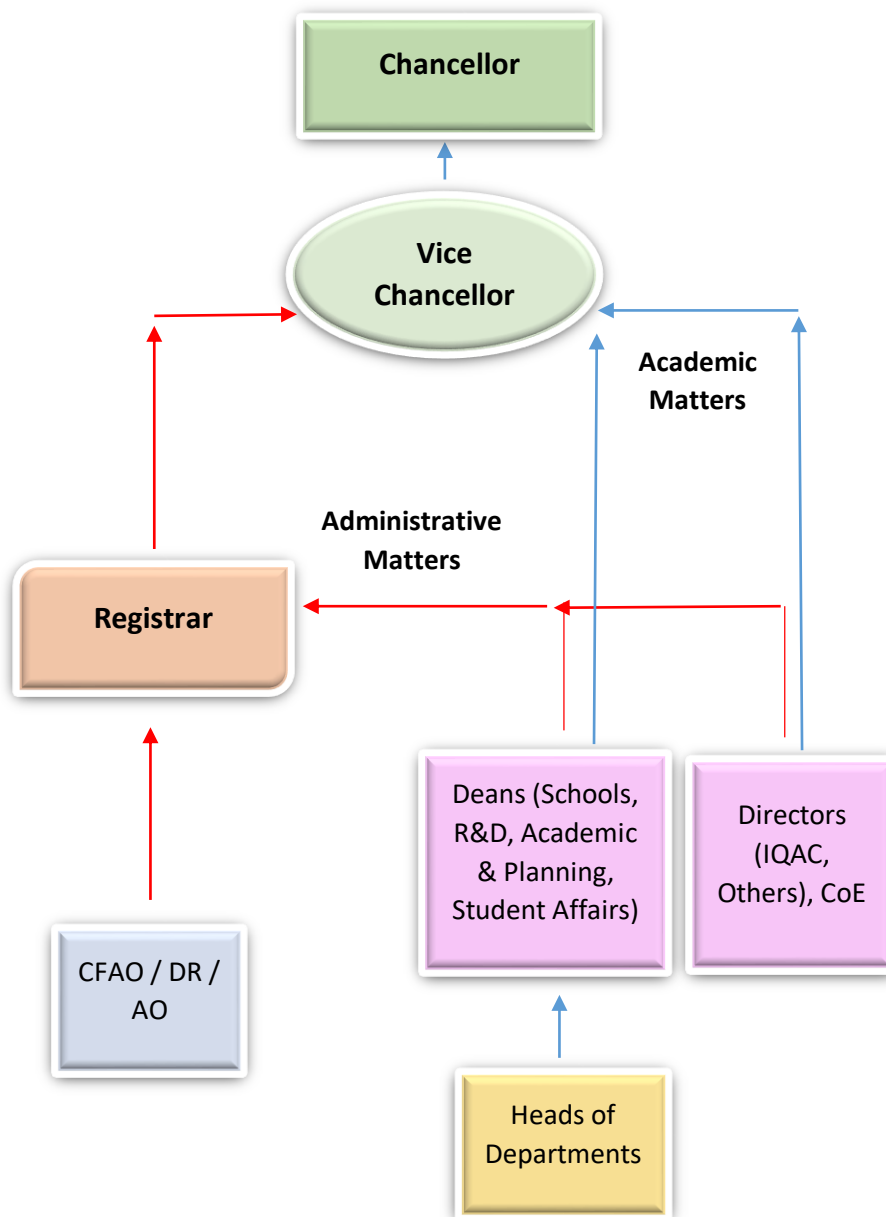 Chancellor
Vice
Chancellor
Academic
Matters
Administrative
Matters
Registrar
Deans (Schools,
R&D, Academic
& Planning,
Student Affairs)
Directors
(IQAC,
Others), CoE
CFAO / DR /
AO
Heads of
Departments